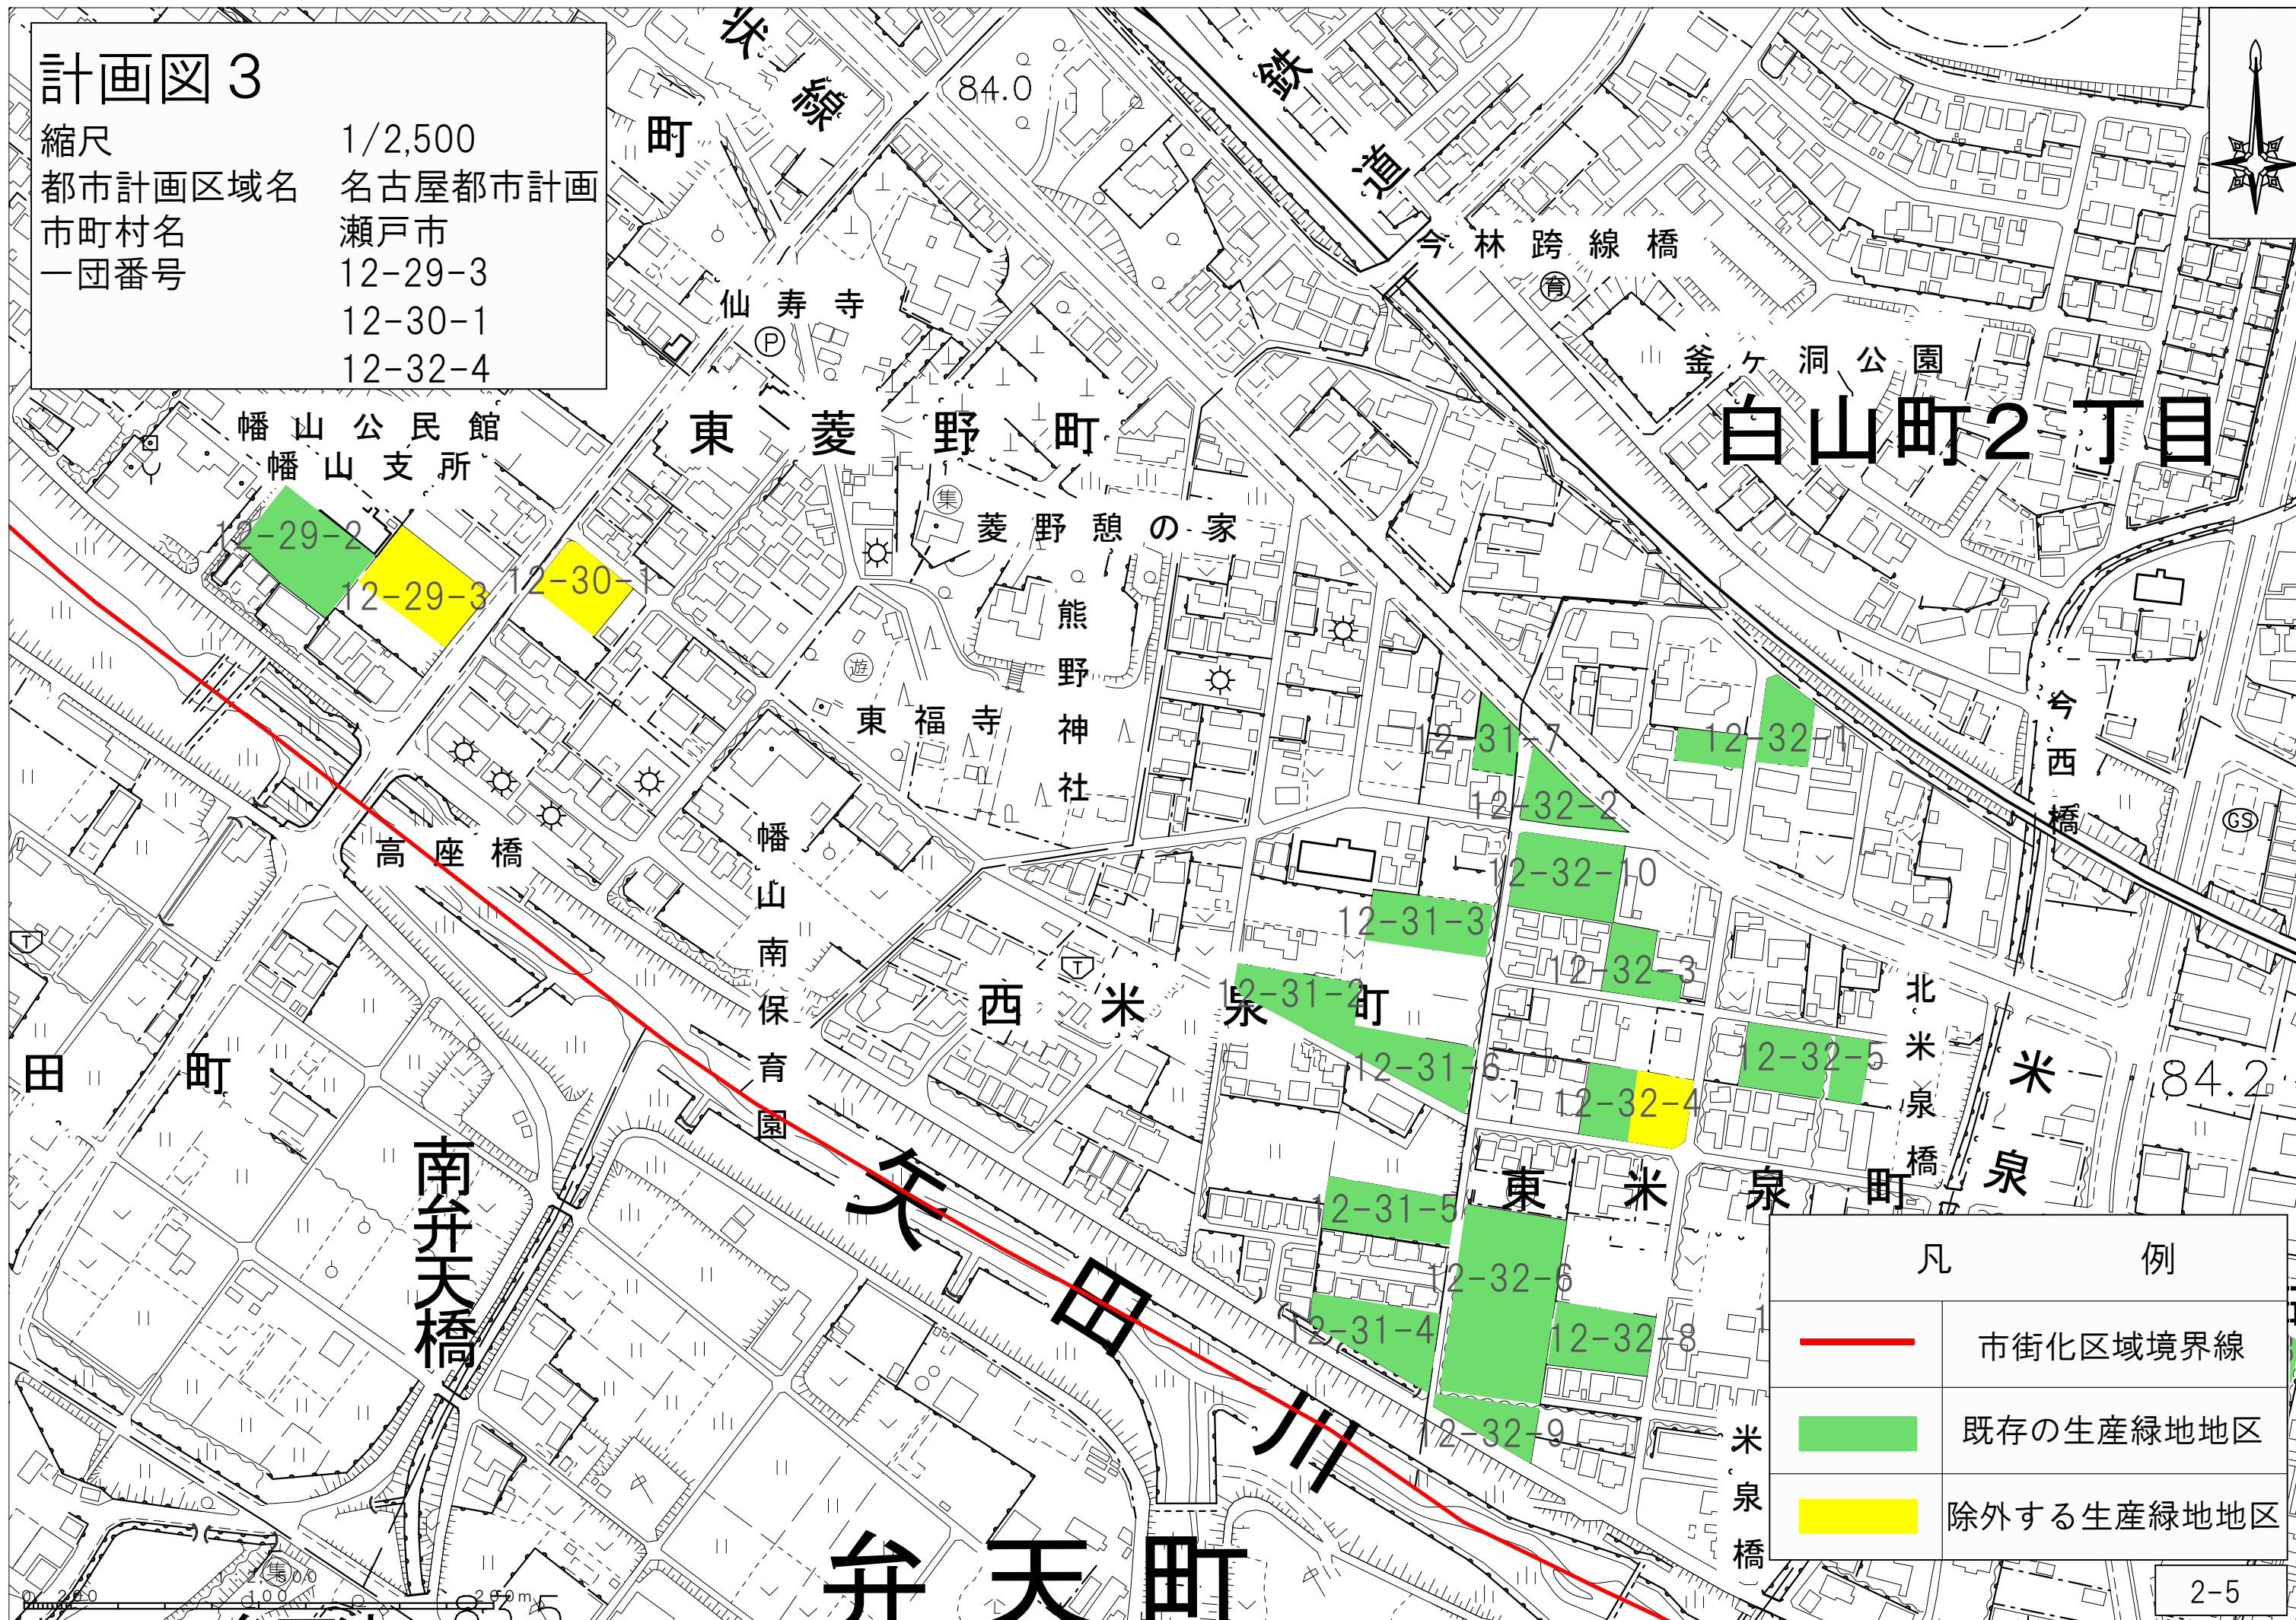 計画図３
縮尺 1/2,500
都市計画区域名 名古屋都市計画
市町村名 瀬戸市
一団番号 12-29-3
12-30-1
12-32-4
状線
町
84.0
鉄道
今林跨線橋
育
仙寿寺
P
釜ヶ洞公園
白山町２丁目
幡山公民館
幡山支所
東菱野町
集
菱野憩の家
12-29-2
12-29-3
12-30-1
熊野神社
遊
東福寺
今西橋
12-31-7
12-32-1
12-32-2
GS
高座橋
幡山南保育園
12-32-10
12-31-3
12-32-3
T
T
西米泉町
12-31-2
北米泉橋
米泉
12-31-6
12-32-5
84.2
12-32-4
田町
南弁天橋
矢田川
東米泉町
12-31-5
12-32-6
12-31-4
12-32-8
12-32-9
米泉橋
弁天町
集
凡例
市街化区域境界線
既存の生産緑地地区
除外する生産緑地地区
2-5